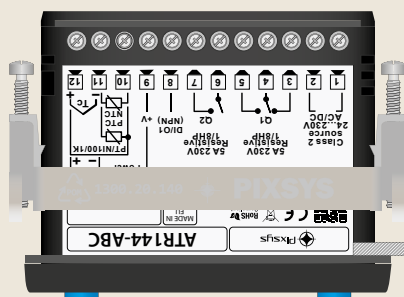 12 11 10 9 8 7 6 5 4 3 2 1
Tc
PTC
NTC
PT/NI100/1K
+V
DI/O1
(NPN)
Q2
5A 230V
Resistive
1/8HP
Q1
5A 230V
Resistive
1/8HP
24...230V
AC/DC
source
Class 2
PIXSYS
MADE IN
EU
RoHS
CE
ATR144-ABC
Pixsys